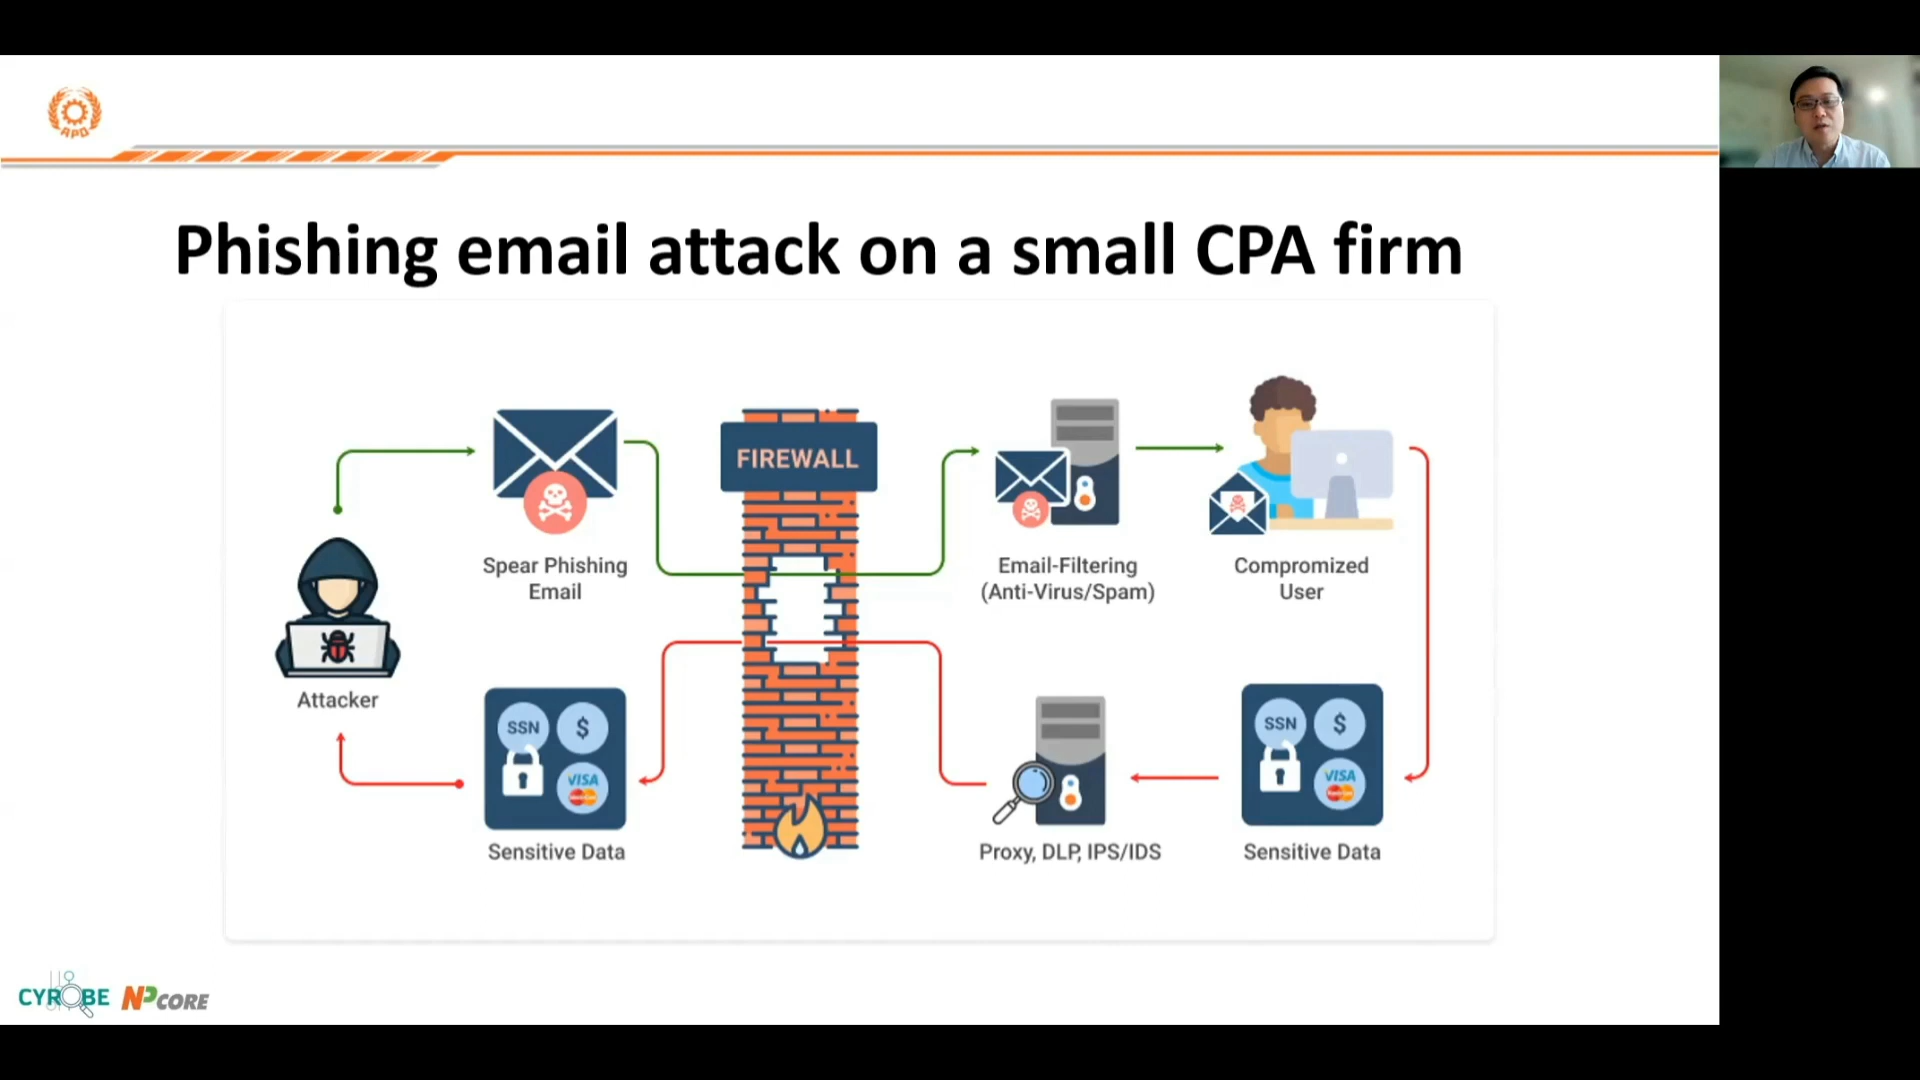 APO
Phishing email attack on a small CPA firm
FIREWALL
Spear Phishing
Email
Email-Filtering
(Anti-Virus/Spam)
Compromized
User
Attacker
SSN
$
VISA
Sensitive Data
Proxy, DLP, IPS/IDS
SSN
$
VISA
Sensitive Data
CYROBE
NPCORE